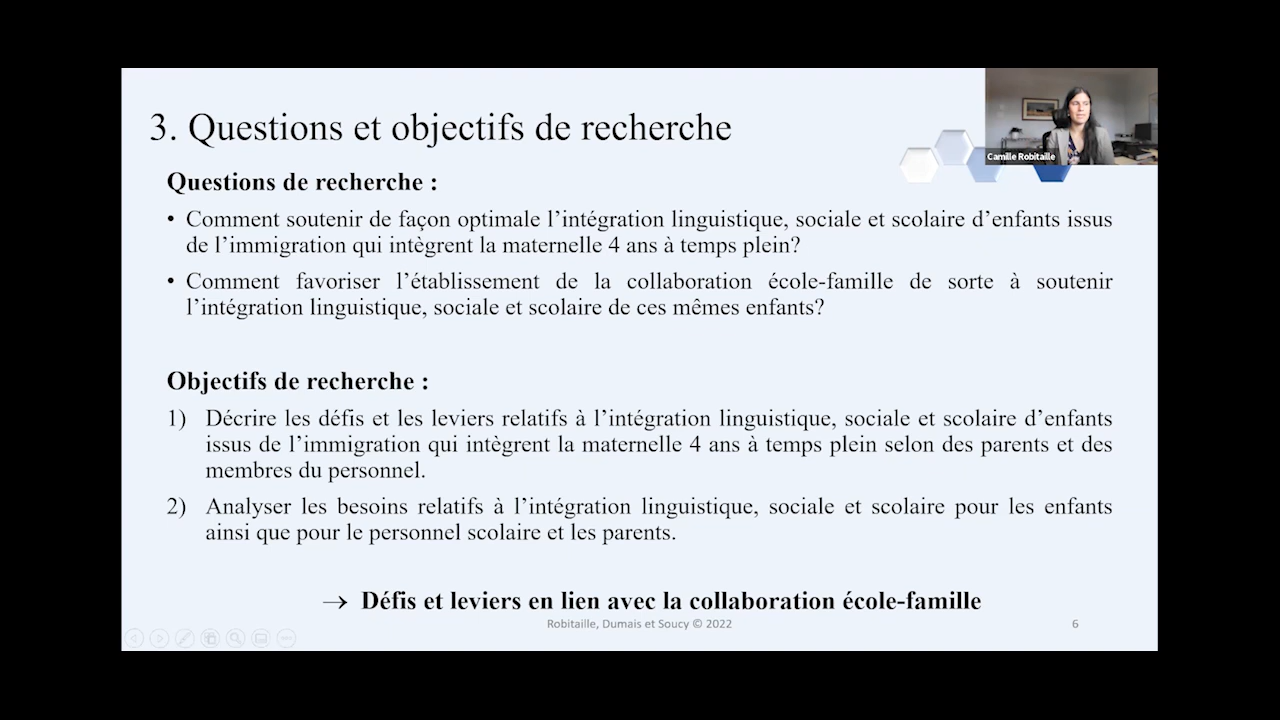 3. Questions et objectifs de recherche
Camille Robitaille
Questions de recherche :
• Comment soutenir de façon optimale l’intégration linguistique, sociale et scolaire d’enfants issus
de l’immigration qui intègrent la maternelle 4 ans à temps plein?
• Comment favoriser l’établissement de la collaboration école-famille de sorte à soutenir
l’intégration linguistique, sociale et scolaire de ces mêmes enfants?
Objectifs de recherche :
1) Décrire les défis et les leviers relatifs à l’intégration linguistique, sociale et scolaire d’enfants
issus de l’immigration qui intègrent la maternelle 4 ans à temps plein selon des parents et des
membres du personnel.
2) Analyser les besoins relatifs à l’intégration linguistique, sociale et scolaire pour les enfants
ainsi que pour le personnel scolaire et les parents.
→ Défis et leviers en lien avec la collaboration école-famille
Robitaille, Dumais et Soucy © 2022
6